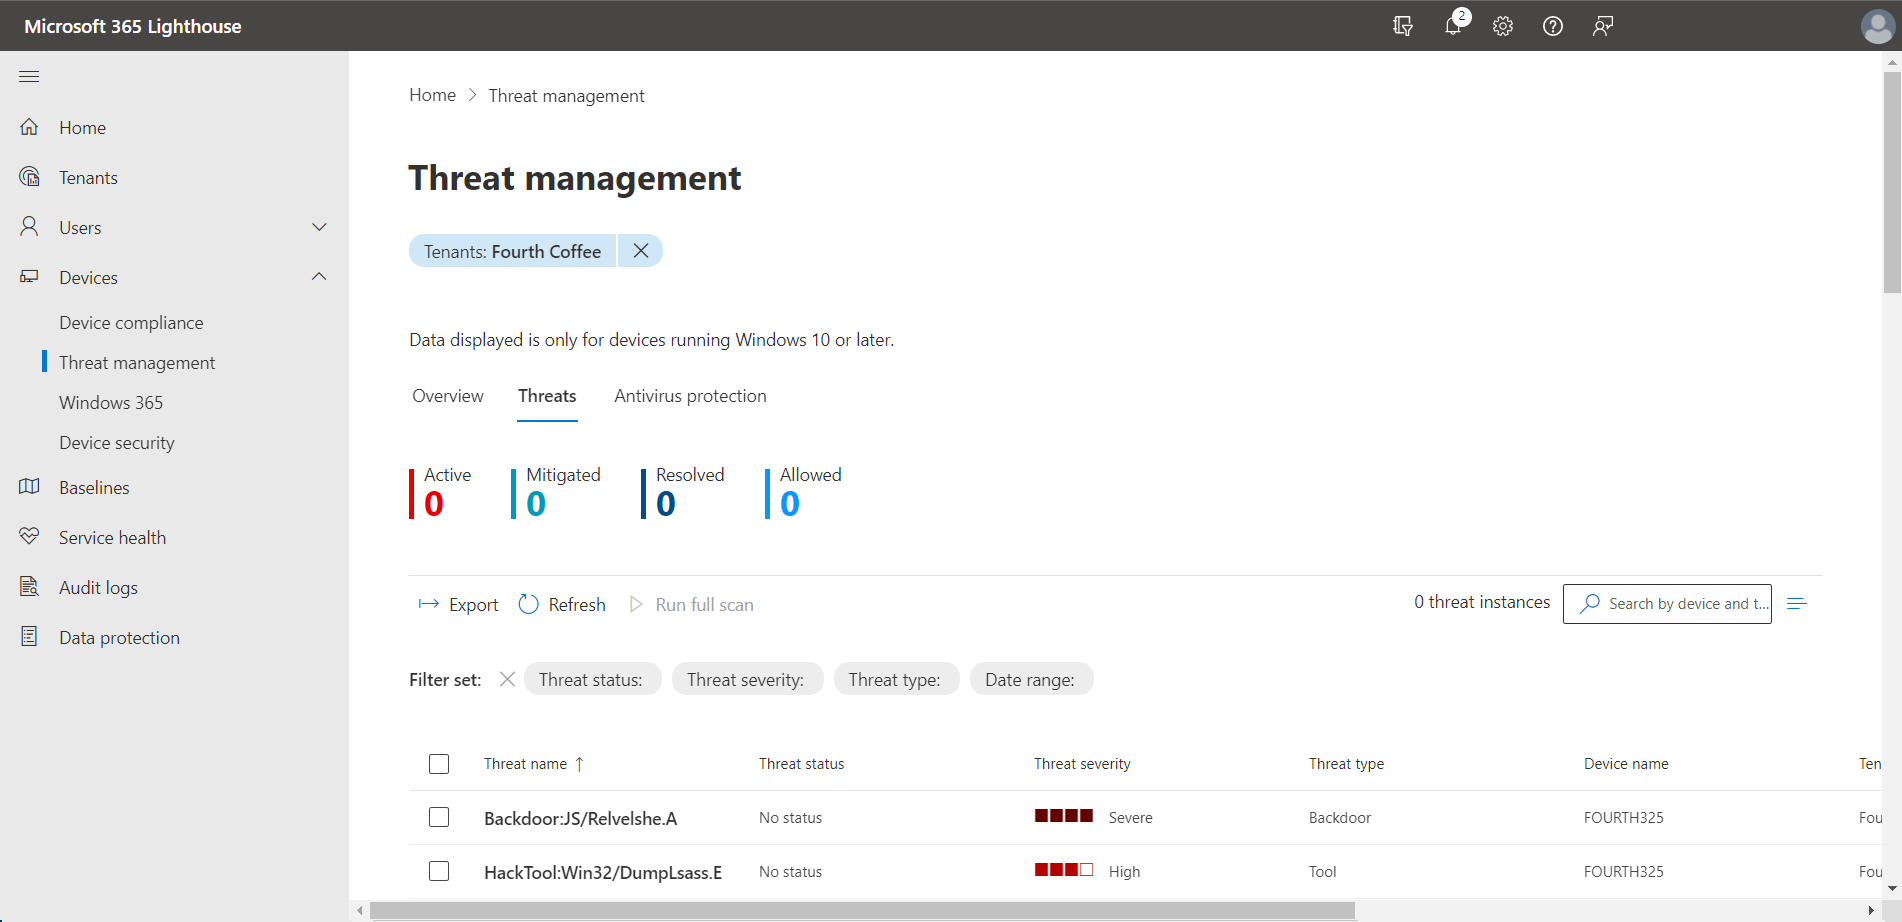 Microsoft 365 Lighthouse
2
Home
Tenants
Users
Devices
Device compliance
Threat management
Windows 365
Device security
Baselines
Service health
Audit logs
Data protection
Home > Threat management
Threat management
Tenants: Fourth Coffee
Data displayed is only for devices running Windows 10 or later.
Overview Threats Antivirus protection
Active Mitigated Resolved Allowed
0 0 0 0
Export Refresh Run full scan 0 threat instances Search by device and t...
Filter set: Threat status: Threat severity: Threat type: Date range:
Threat name ↑ Threat status Threat severity Threat type Device name Ten
Backdoor:JS/Relvelshe.A No status Severe Backdoor FOURTH325 Fou
HackTool:Win32/DumpLsass.E No status High Tool FOURTH325 Fou